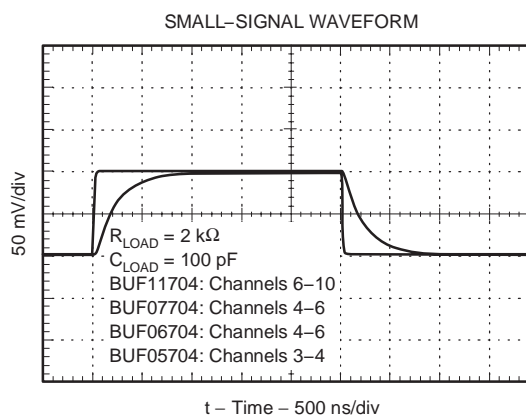 SMALL−SIGNAL WAVEFORM
50 mV/div
R_LOAD = 2 kΩ
C_LOAD = 100 pF
BUF11704: Channels 6−10
BUF07704: Channels 4−6
BUF06704: Channels 4−6
BUF05704: Channels 3−4
t − Time − 500 ns/div